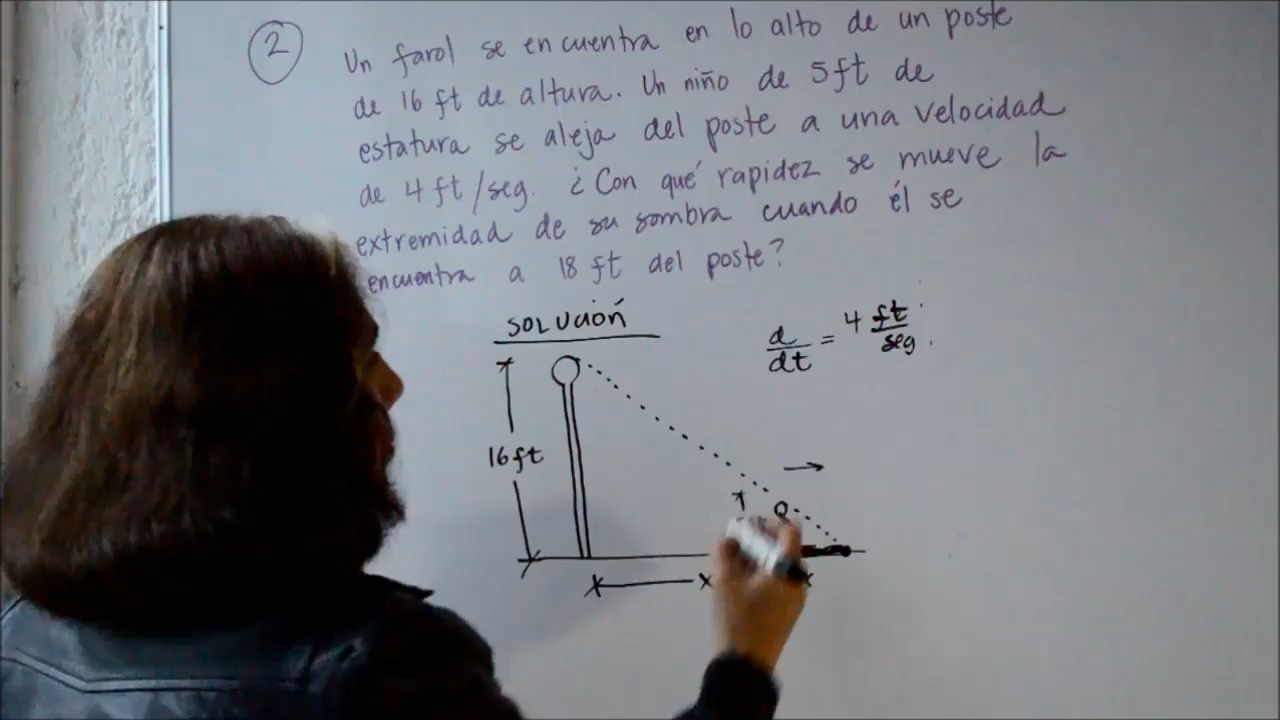 2
Un farol se encuentra en lo alto de un poste
de 16 ft de altura. Un niño de 5ft de
estatura se aleja del poste a una velocidad
de 4 ft/seg. ¿Con qué rapidez se mueve la
extremidad de su sombra cuando él se
encuentra a 18 ft del poste?
SOLUCIÓN
d/dt = 4 ft/seg.
16ft
x